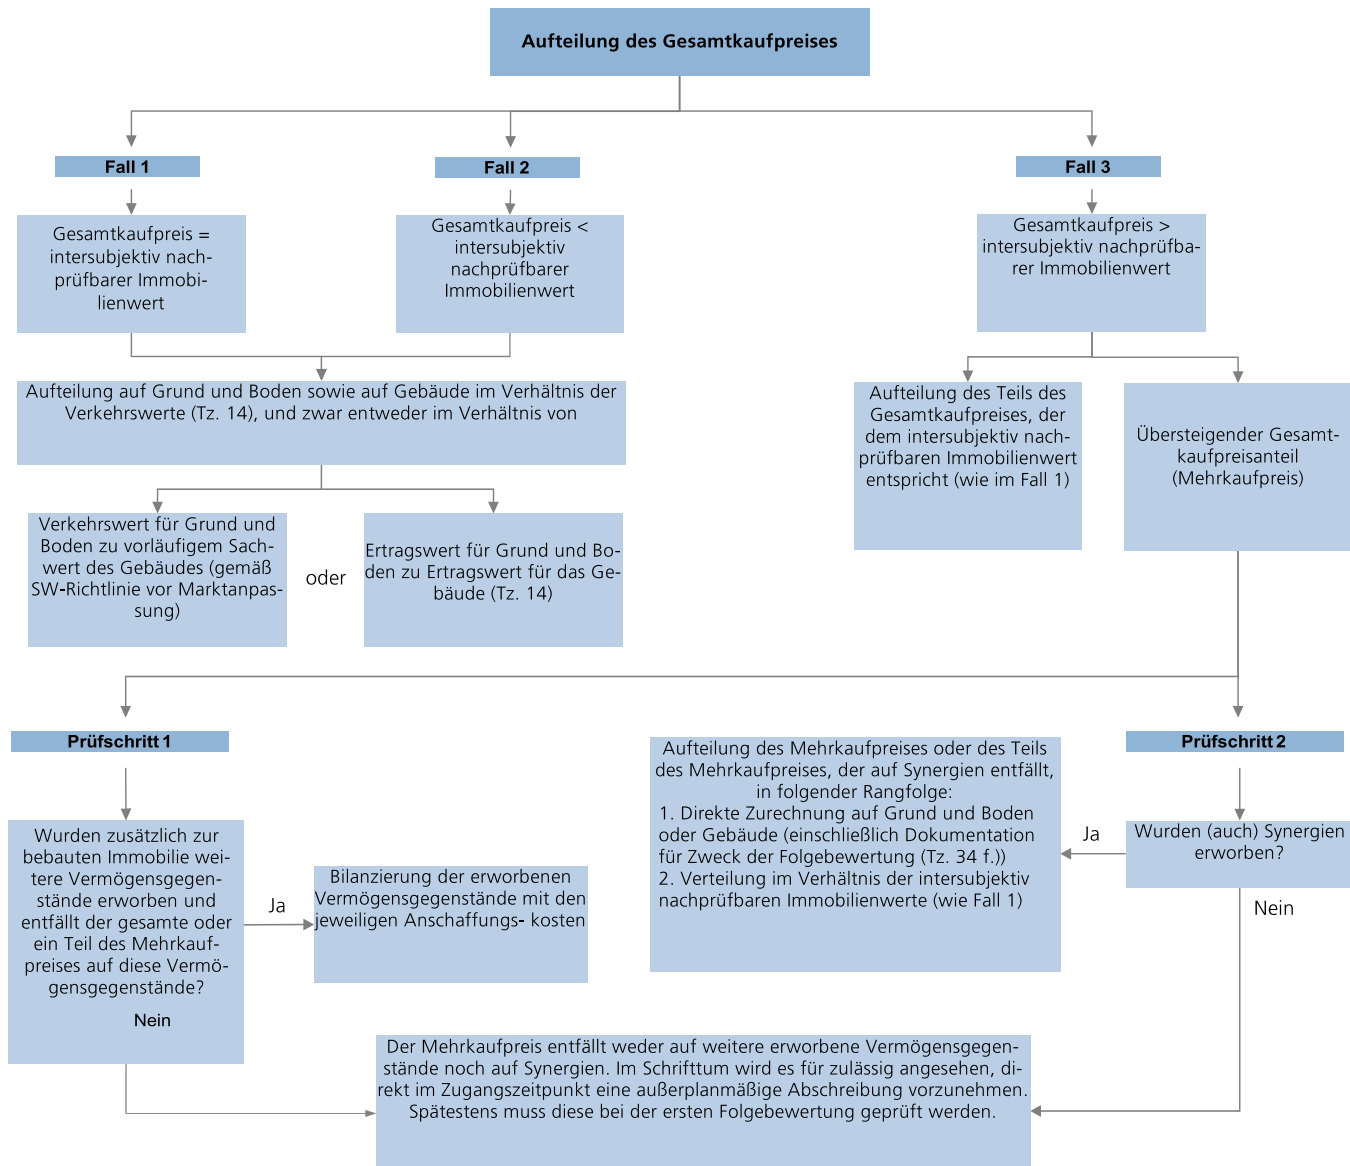 Aufteilung des Gesamtkaufpreises
Fall 1
Fall 2
Fall 3
Gesamtkaufpreis =
intersubjektiv nach-
prüfbarer Immobi-
lienwert
Gesamtkaufpreis <
intersubjektiv
nachprüfbarer
Immobilienwert
Gesamtkaufpreis >
intersubjektiv nachprüfba-
rer Immobilienwert
Aufteilung auf Grund und Boden sowie auf Gebäude im Verhältnis der
Verkehrswerte (Tz. 14), und zwar entweder im Verhältnis von
Aufteilung des Teils des
Gesamtkaufpreises, der
dem intersubjektiv nach-
prüfbaren Immobilienwert
entspricht (wie im Fall 1)
Übersteigender Gesamt-
kaufpreisanteil
(Mehrkaufpreis)
Verkehrswert für Grund und
Boden zu vorläufigem Sach-
wert des Gebäudes (gemäß
SW-Richtlinie vor Marktanpas-
sung)
oder
Ertragswert für Grund und Bo-
den zu Ertragswert für das Ge-
bäude (Tz. 14)
Prüfschritt 1
Prüfschritt 2
Wurden zusätzlich zur
bebauten Immobilie wei-
tere Vermögensgegen-
stände erworben und
entfällt der gesamte oder
ein Teil des Mehrkauf-
preises auf diese Vermö-
gensgegenstände?
Nein
Ja
Bilanzierung der erworbenen
Vermögensgegenstände mit den
jeweiligen Anschaffungs- kosten
Aufteilung des Mehrkaufpreises oder des Teils
des Mehrkaufpreises, der auf Synergien entfällt,
in folgender Rangfolge:
1. Direkte Zurechnung auf Grund und Boden
oder Gebäude (einschließlich Dokumentation
für Zweck der Folgebewertung (Tz. 34 f.))
2. Verteilung im Verhältnis der intersubjektiv
nachprüfbaren Immobilienwerte (wie Fall 1)
Ja
Wurden (auch) Synergien
erworben?
Nein
Der Mehrkaufpreis entfällt weder auf weitere erworbene Vermögensgegen-
stände noch auf Synergien. Im Schrifttum wird es für zulässig angesehen, di-
rekt im Zugangszeitpunkt eine außerplanmäßige Abschreibung vorzunehmen.
Spätestens muss diese bei der ersten Folgebewertung geprüft werden.